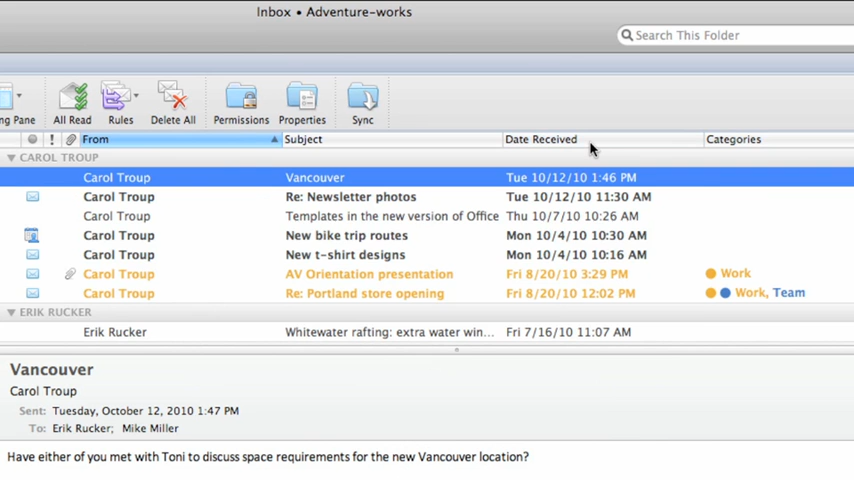 Inbox • Adventure-works
Search This Folder
ng Pane All Read Rules Delete All Permissions Properties Sync
! From Subject Date Received Categories
CAROL TROUP
Carol Troup Vancouver Tue 10/12/10 1:46 PM
Carol Troup Re: Newsletter photos Tue 10/12/10 11:30 AM
Carol Troup Templates in the new version of Office Thu 10/7/10 10:26 AM
Carol Troup New bike trip routes Mon 10/4/10 10:30 AM
Carol Troup New t-shirt designs Mon 10/4/10 10:16 AM
Carol Troup AV Orientation presentation Fri 8/20/10 3:29 PM Work
Carol Troup Re: Portland store opening Fri 8/20/10 12:02 PM Work, Team
ERIK RUCKER
Erik Rucker Whitewater rafting: extra water win... Fri 7/16/10 11:07 AM
Vancouver
Carol Troup
Sent: Tuesday, October 12, 2010 1:47 PM
To: Erik Rucker; Mike Miller
Have either of you met with Toni to discuss space requirements for the new Vancouver location?